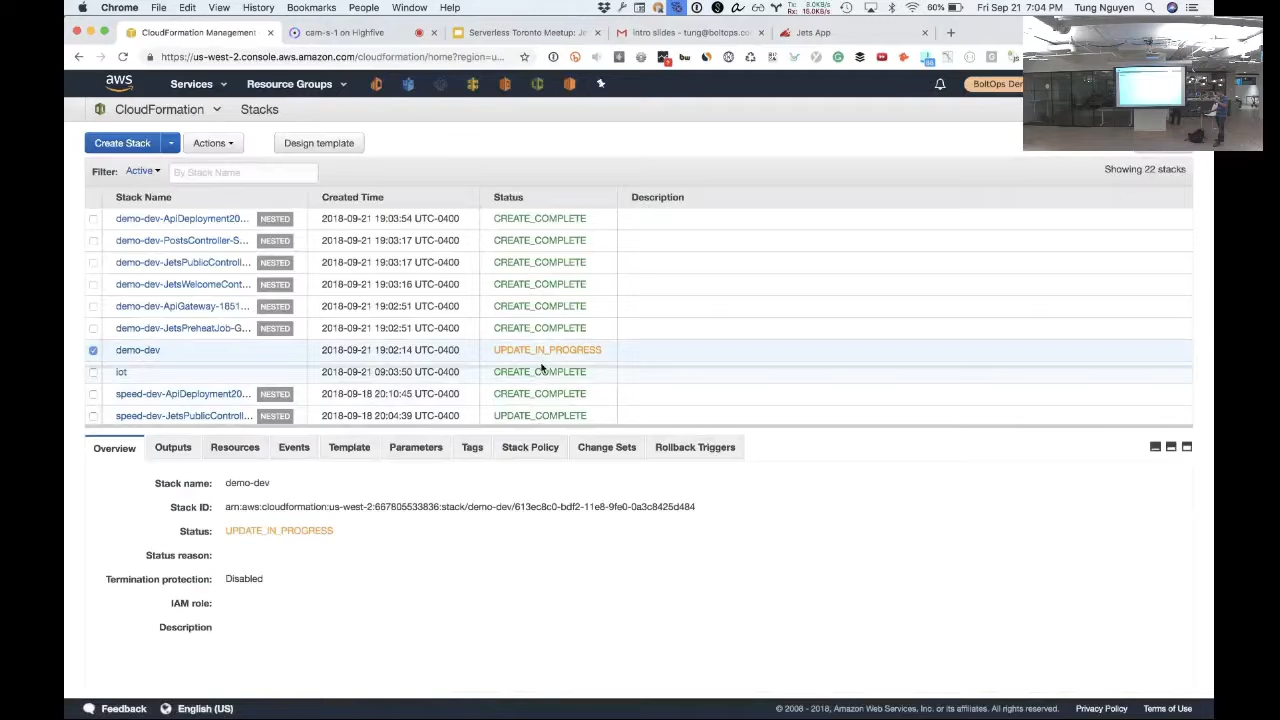 Chrome File Edit View History Bookmarks People Window Help 60% Fri Sep 21 7:04 PM Tung Nguyen
CloudFormation Management × cam-s-1 on Highfive × Serverless Toronto Meetup: Je × intro slides - tung@boltops.co × Jets App ×
https://us-west-2.console.aws.amazon.com/cloudformation/home?region=u...
aws Services Resource Groups BoltOps Der
CloudFormation Stacks
Create Stack Actions Design template
Filter: Active By Stack Name Showing 22 stacks
Stack Name Created Time Status Description
demo-dev-ApiDeployment20... NESTED 2018-09-21 19:03:54 UTC-0400 CREATE_COMPLETE
demo-dev-PostsController-S... NESTED 2018-09-21 19:03:17 UTC-0400 CREATE_COMPLETE
demo-dev-JetsPublicControll... NESTED 2018-09-21 19:03:17 UTC-0400 CREATE_COMPLETE
demo-dev-JetsWelcomeCont... NESTED 2018-09-21 19:03:16 UTC-0400 CREATE_COMPLETE
demo-dev-ApiGateway-1651... NESTED 2018-09-21 19:02:51 UTC-0400 CREATE_COMPLETE
demo-dev-JetsPreheatJob-G... NESTED 2018-09-21 19:02:51 UTC-0400 CREATE_COMPLETE
demo-dev 2018-09-21 19:02:14 UTC-0400 UPDATE_IN_PROGRESS
iot 2018-09-21 09:03:50 UTC-0400 CREATE_COMPLETE
speed-dev-ApiDeployment20... NESTED 2018-09-18 20:10:45 UTC-0400 CREATE_COMPLETE
speed-dev-JetsPublicControll... NESTED 2018-09-18 20:04:39 UTC-0400 UPDATE_COMPLETE
Overview Outputs Resources Events Template Parameters Tags Stack Policy Change Sets Rollback Triggers
Stack name: demo-dev
Stack ID: arn:aws:cloudformation:us-west-2:667805533836:stack/demo-dev/613ec8c0-bdf2-11e8-9fe0-0a3c8425d484
Status: UPDATE_IN_PROGRESS
Status reason:
Termination protection: Disabled
IAM role:
Description
Feedback English (US) © 2008 - 2018, Amazon Web Services, Inc. or its affiliates. All rights reserved. Privacy Policy Terms of Use